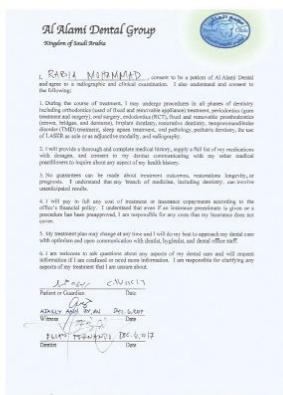 Al Alami Dental Group
Kingdom of Saudi Arabia
I, RABIA MOHAMMAD, consent to be a patient of Al Alami Dental
and agree to a radiographic and clinical examination. I also understand and consent to
the following:
1. During the course of treatment, I may undergo procedures in all phases of dentistry
including orthodontics (used of fixed and removable appliance) treatment, periodontics (gum
treatment and surgery), oral surgery, endodontics (RCT), fixed and removable prosthodontics
(crown, bridges, and dentures), implant dentistry, restorative dentistry, temporomandibular
disorder (TMD) treatment, sleep apnea treatment, oral pathology, pediatric dentistry, the use
of LASER as sole or as adjunctive modality, and radiography.
2. I will provide a thorough and complete medical history, supply a full list of my medications
with dosages, and consent to my dentist communicating with my other medical
practitioners to inquire about any aspect of my health history.
3. No guarantees can be made about treatment outcomes, restorations longevity, or
prognosis. I understand that any branch of medicine, including dentistry, can involve
unanticipated results.
4. I will pay in full any cost of treatment or insurance copayments according to the
office's financial policy. I understand that even if an insurance preestimate is given or a
procedure has been preapproved, I am responsible for any costs that my insurance does not
cover.
5. My treatment plan may change at any time and I will do my best to approach my dental care
with optimism and open communication with dentist, hygienist, and dental office staff.
6. I am welcome to ask questions about any aspects of my dental care and will request
information if I am confused or need more information. I am responsible for clarifying any
aspects of my treatment that I am unsure about.
Patient or Guardian Date
DEC. 6, 2017
Witness Date
DEC. 6, 2017
Dentist Date